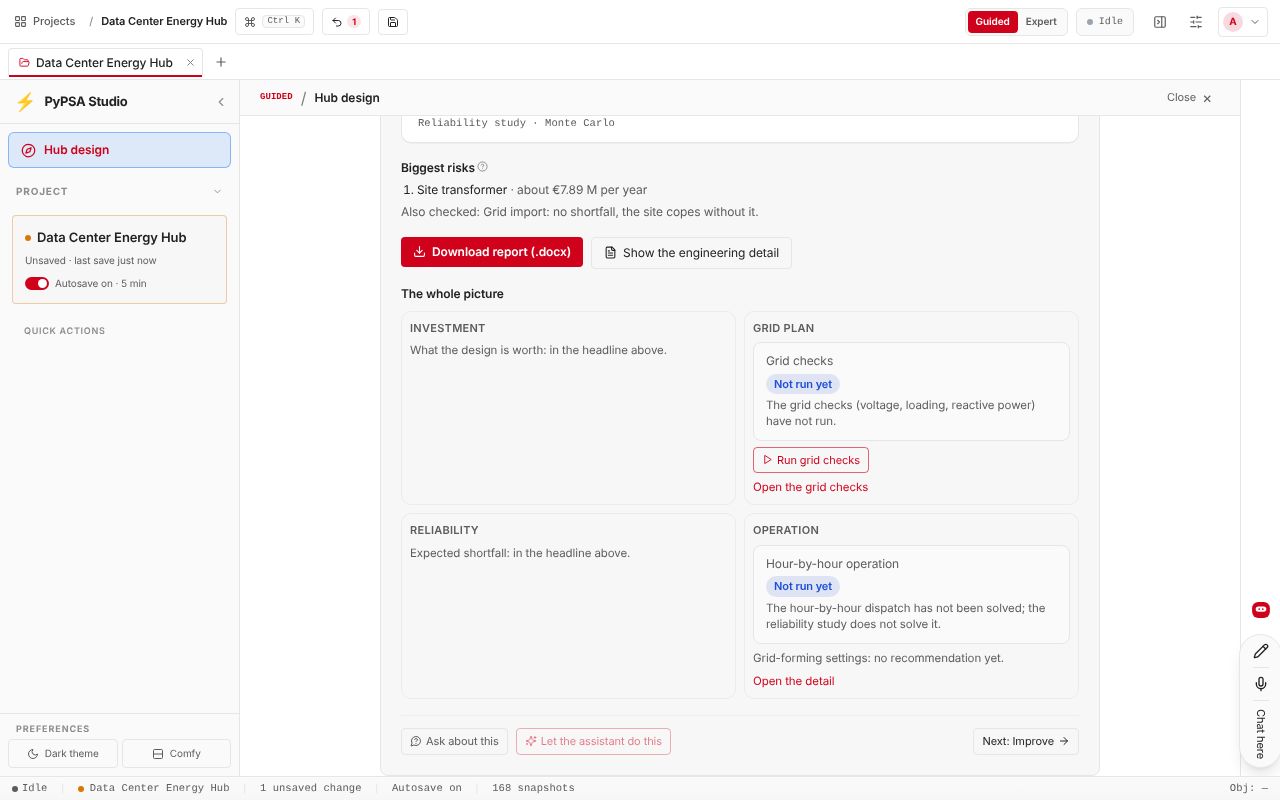 Projects / Data Center Energy Hub Ctrl K 1 Guided Expert Idle A
Data Center Energy Hub
PyPSA Studio
GUIDED / Hub design Close
Hub design
PROJECT
Data Center Energy Hub
Unsaved · last save just now
Autosave on · 5 min
QUICK ACTIONS
Reliability study · Monte Carlo
Biggest risks
1. Site transformer · about €7.89 M per year
Also checked: Grid import: no shortfall, the site copes without it.
Download report (.docx) Show the engineering detail
The whole picture
INVESTMENT
What the design is worth: in the headline above.
GRID PLAN
Grid checks
Not run yet
The grid checks (voltage, loading, reactive power)
have not run.
Run grid checks
Open the grid checks
RELIABILITY
Expected shortfall: in the headline above.
OPERATION
Hour-by-hour operation
Not run yet
The hour-by-hour dispatch has not been solved; the
reliability study does not solve it.
Grid-forming settings: no recommendation yet.
Open the detail
Ask about this Let the assistant do this Next: Improve
Chat here
PREFERENCES
Dark theme Comfy
Idle Data Center Energy Hub 1 unsaved change Autosave on 168 snapshots Obj: —